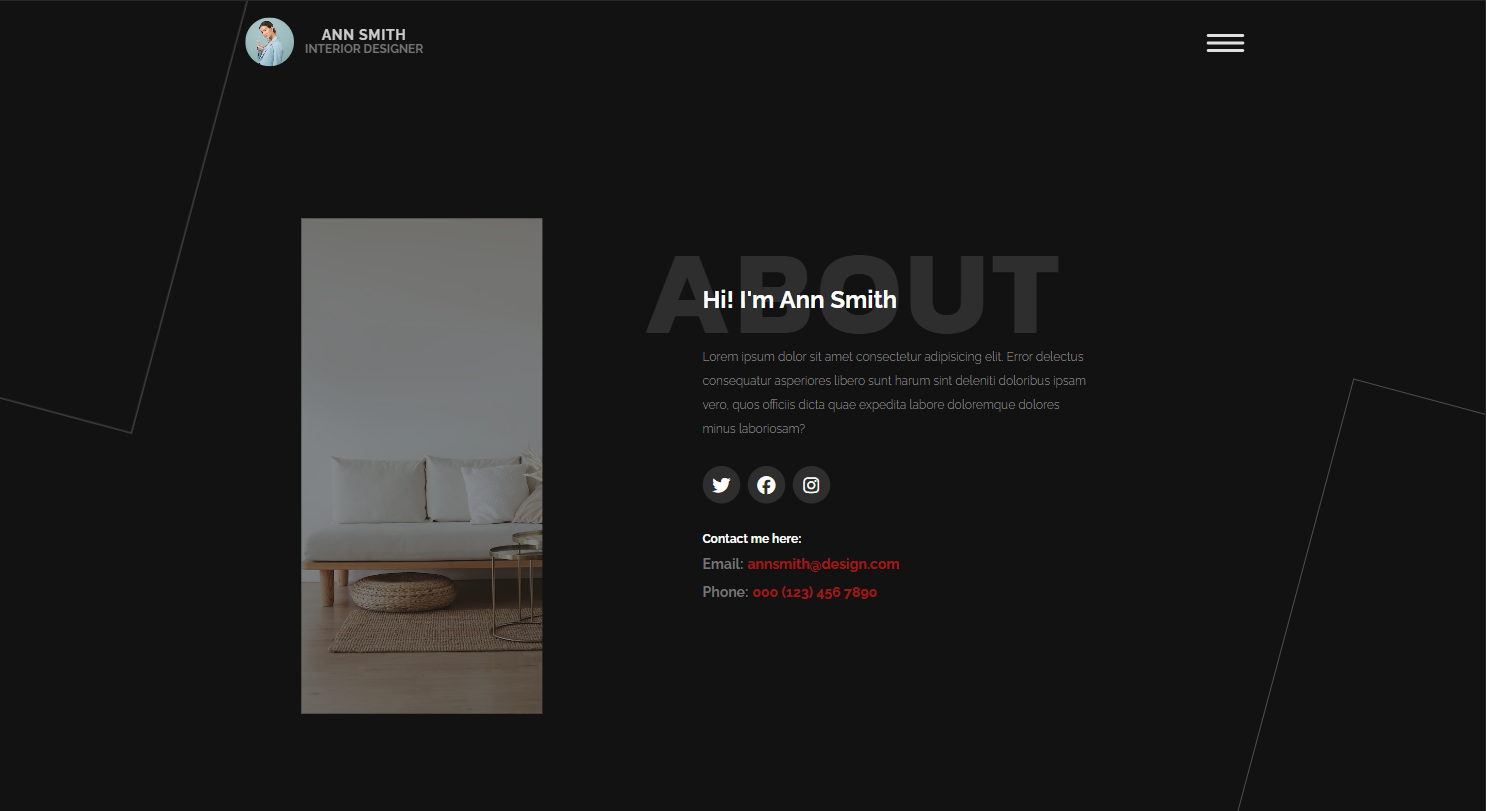 ANN SMITH
INTERIOR DESIGNER
ABOUT
Hi! I'm Ann Smith
Lorem ipsum dolor sit amet consectetur adipisicing elit. Error delectus
consequatur asperiores libero sunt harum sint deleniti doloribus ipsam
vero, quos officiis dicta quae expedita labore doloremque dolores
minus laboriosam?
Contact me here:
Email: annsmith@design.com
Phone: 000 (123) 456 7890